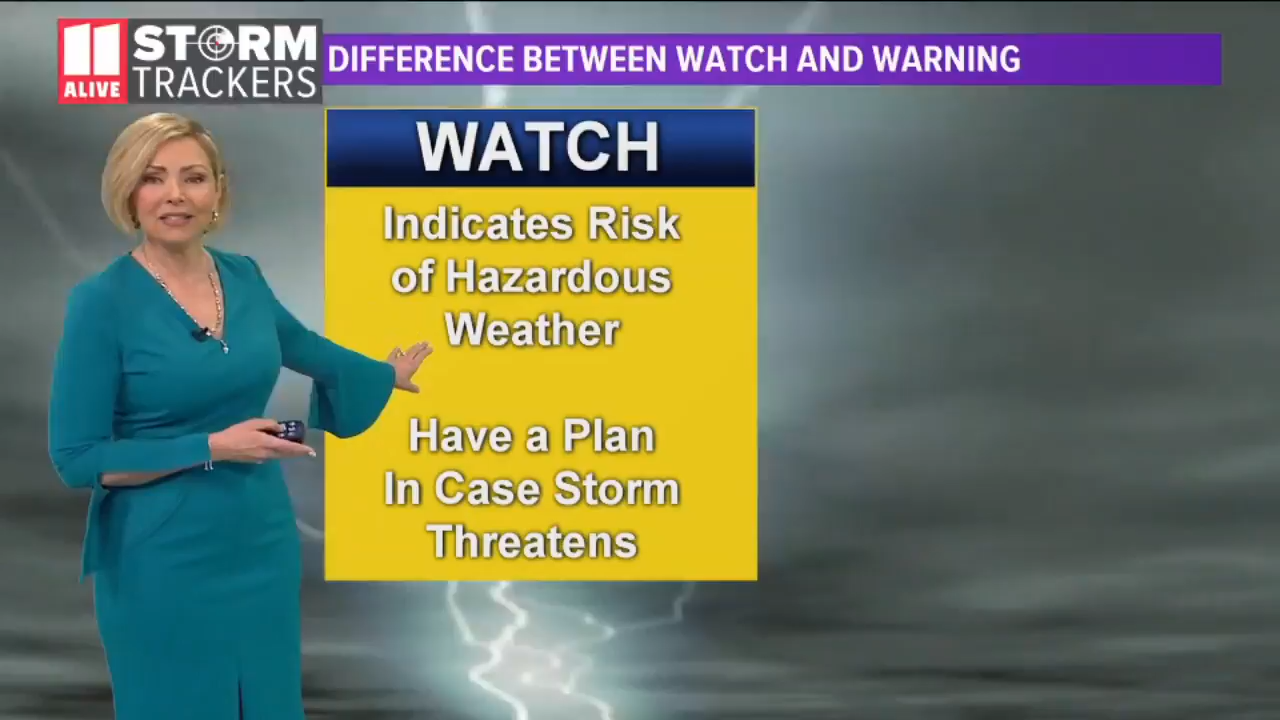 11 ALIVE
STORM
TRACKERS
DIFFERENCE BETWEEN WATCH AND WARNING
WATCH
Indicates Risk
of Hazardous
Weather
Have a Plan
In Case Storm
Threatens